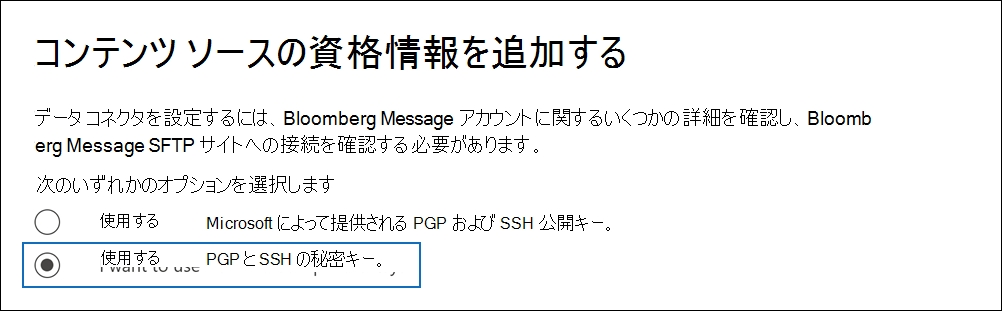 コンテンツ ソースの資格情報を追加する
データ コネクタを設定するには、Bloomberg Message アカウントに関するいくつかの詳細を確認し、Bloomb
erg Message SFTP サイトへの接続を確認する必要があります。
次のいずれかのオプションを選択します
使用する Microsoft によって提供される PGP および SSH 公開キー。
使用する PGP と SSH の秘密キー。
I want to use